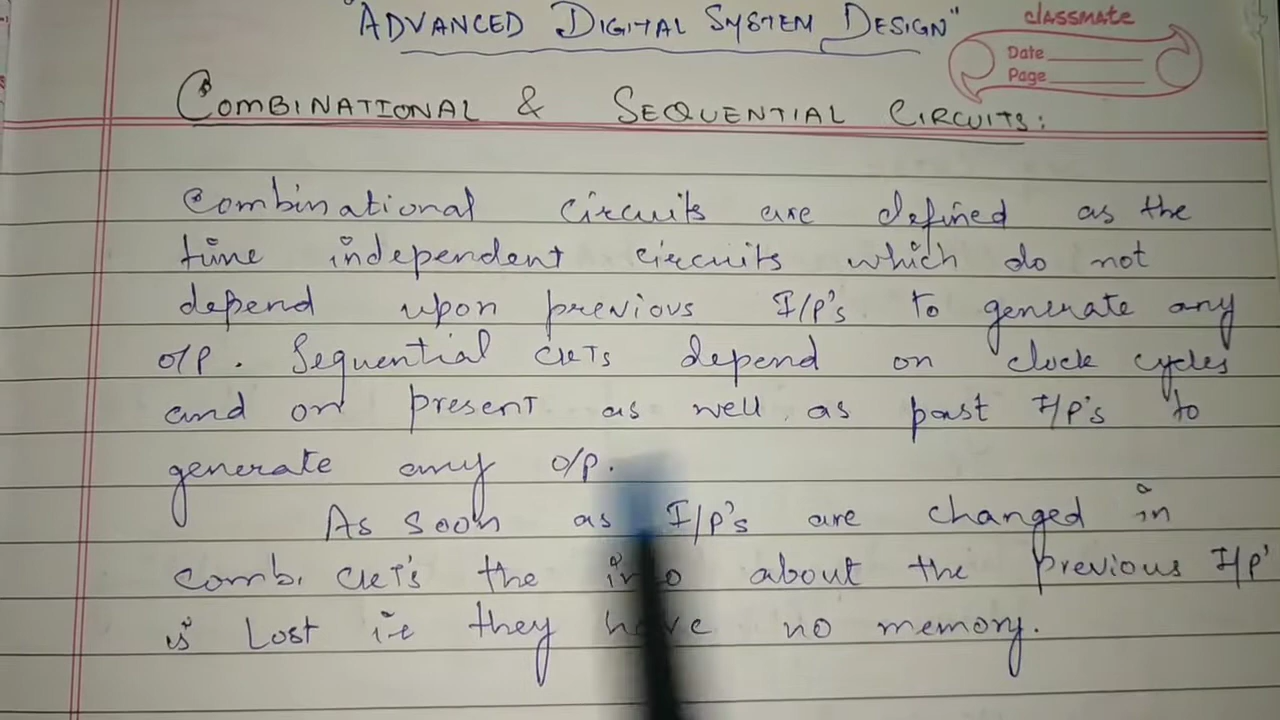 "ADVANCED DIGITAL SYSTEM DESIGN"
classmate
Date
Page
COMBINATIONAL & SEQUENTIAL CIRCUITS:
Combinational circuits are defined as the
time independent circuits which do not
depend upon previous I/P's to generate any
O/P. Sequential CKTs depend on clock cycles
and on present as well as past I/P's to
generate any O/P.
As soon as I/P's are changed in
Comb. CKT's the info about the previous I/P'
is Lost i.e they have no memory.